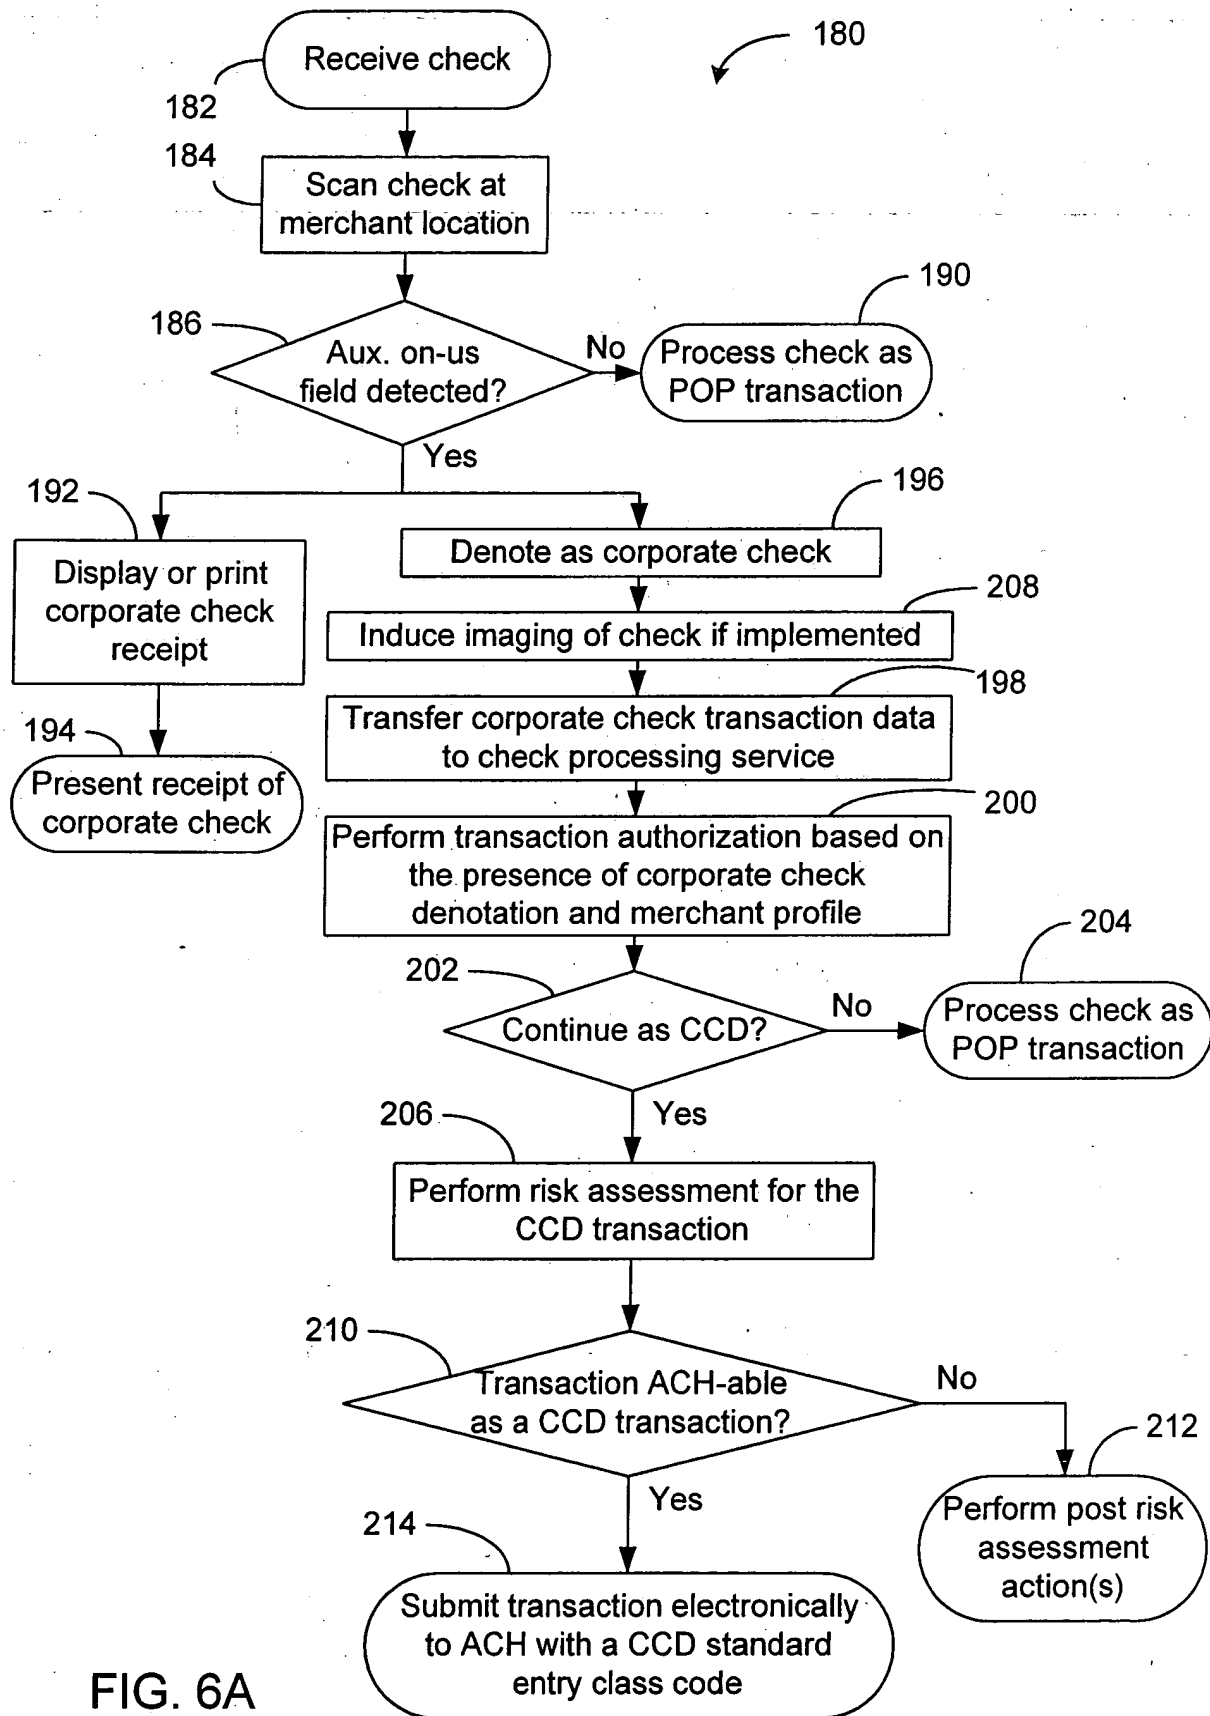 180
Receive check
182
184
Scan check at
merchant location
190
186
Aux. on-us
field detected?
No
Process check as
POP transaction
Yes
192
196
Display or print
corporate check
receipt
Denote as corporate check
208
Induce imaging of check if implemented
198
Transfer corporate check transaction data
to check processing service
194
Present receipt of
corporate check
200
Perform transaction authorization based on
the presence of corporate check
denotation and merchant profile
204
202
Continue as CCD?
No
Process check as
POP transaction
Yes
206
Perform risk assessment for the
CCD transaction
210
Transaction ACH-able
as a CCD transaction?
No
212
Yes
Perform post risk
assessment
action(s)
214
Submit transaction electronically
to ACH with a CCD standard
entry class code
FIG. 6A